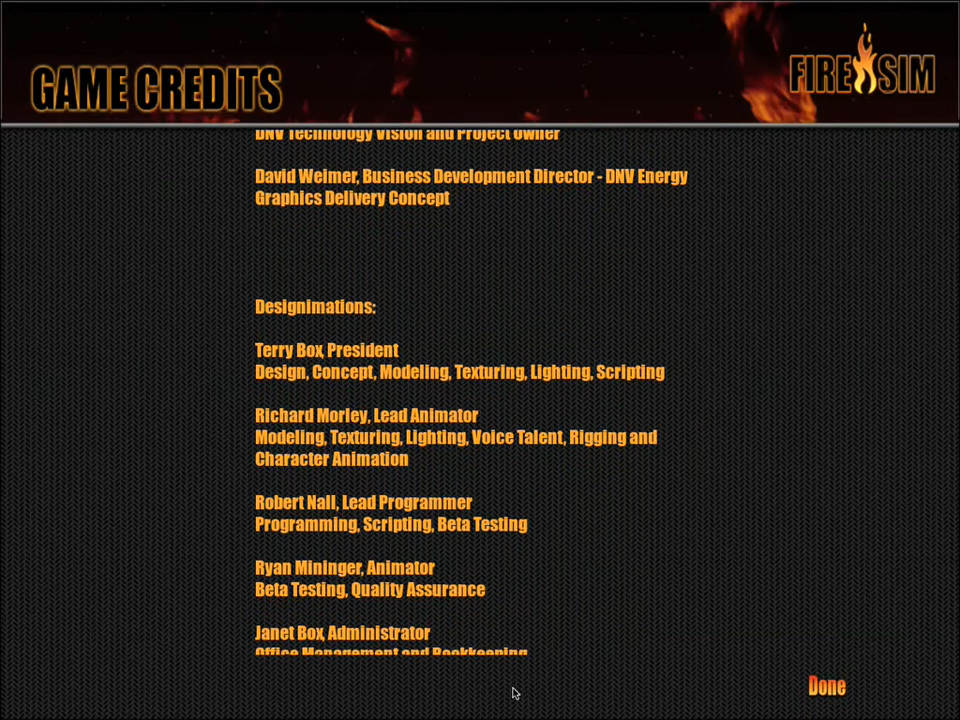 GAME CREDITS
FIRE SIM
DNV Technology Vision and Project Owner
David Weimer, Business Development Director - DNV Energy
Graphics Delivery Concept
Designimations:
Terry Box, President
Design, Concept, Modeling, Texturing, Lighting, Scripting
Richard Morley, Lead Animator
Modeling, Texturing, Lighting, Voice Talent, Rigging and
Character Animation
Robert Nall, Lead Programmer
Programming, Scripting, Beta Testing
Ryan Mininger, Animator
Beta Testing, Quality Assurance
Janet Box, Administrator
Office Management and Bookkeeping
Done